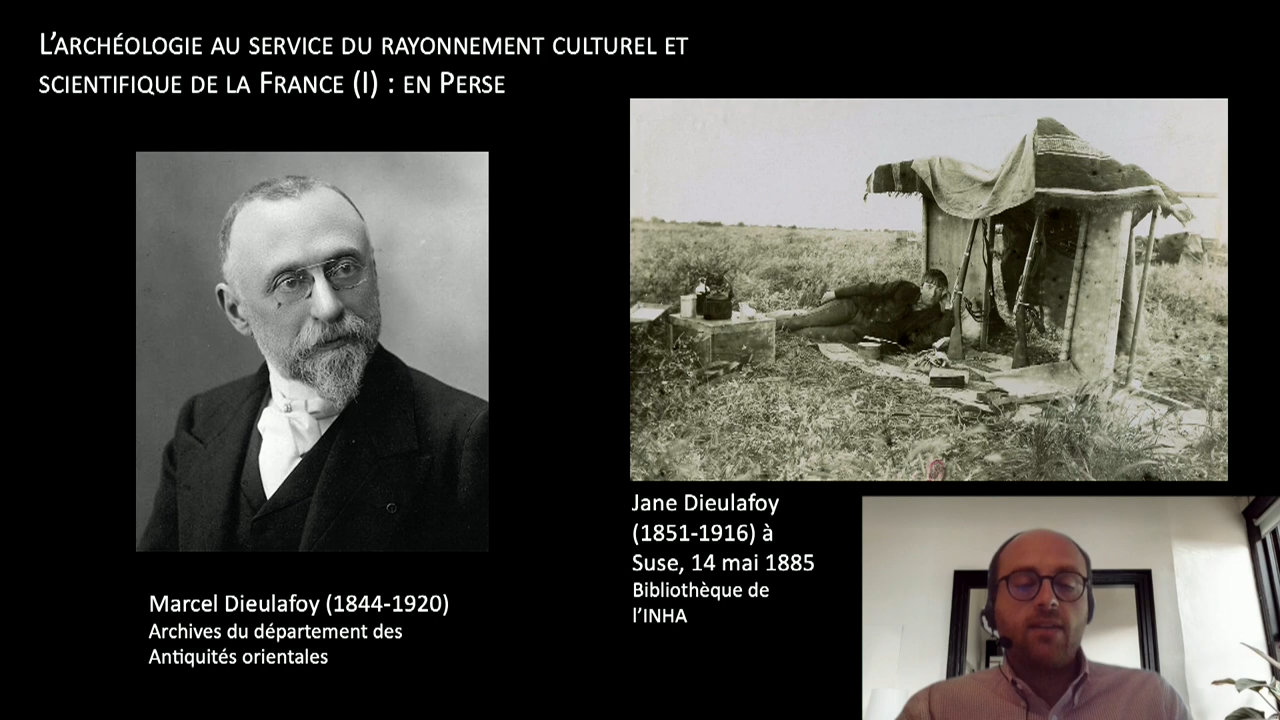 L'ARCHÉOLOGIE AU SERVICE DU RAYONNEMENT CULTUREL ET
SCIENTIFIQUE DE LA FRANCE (I) : EN PERSE
Marcel Dieulafoy (1844-1920)
Archives du département des
Antiquités orientales
Jane Dieulafoy
(1851-1916) à
Suse, 14 mai 1885
Bibliothèque de
l'INHA